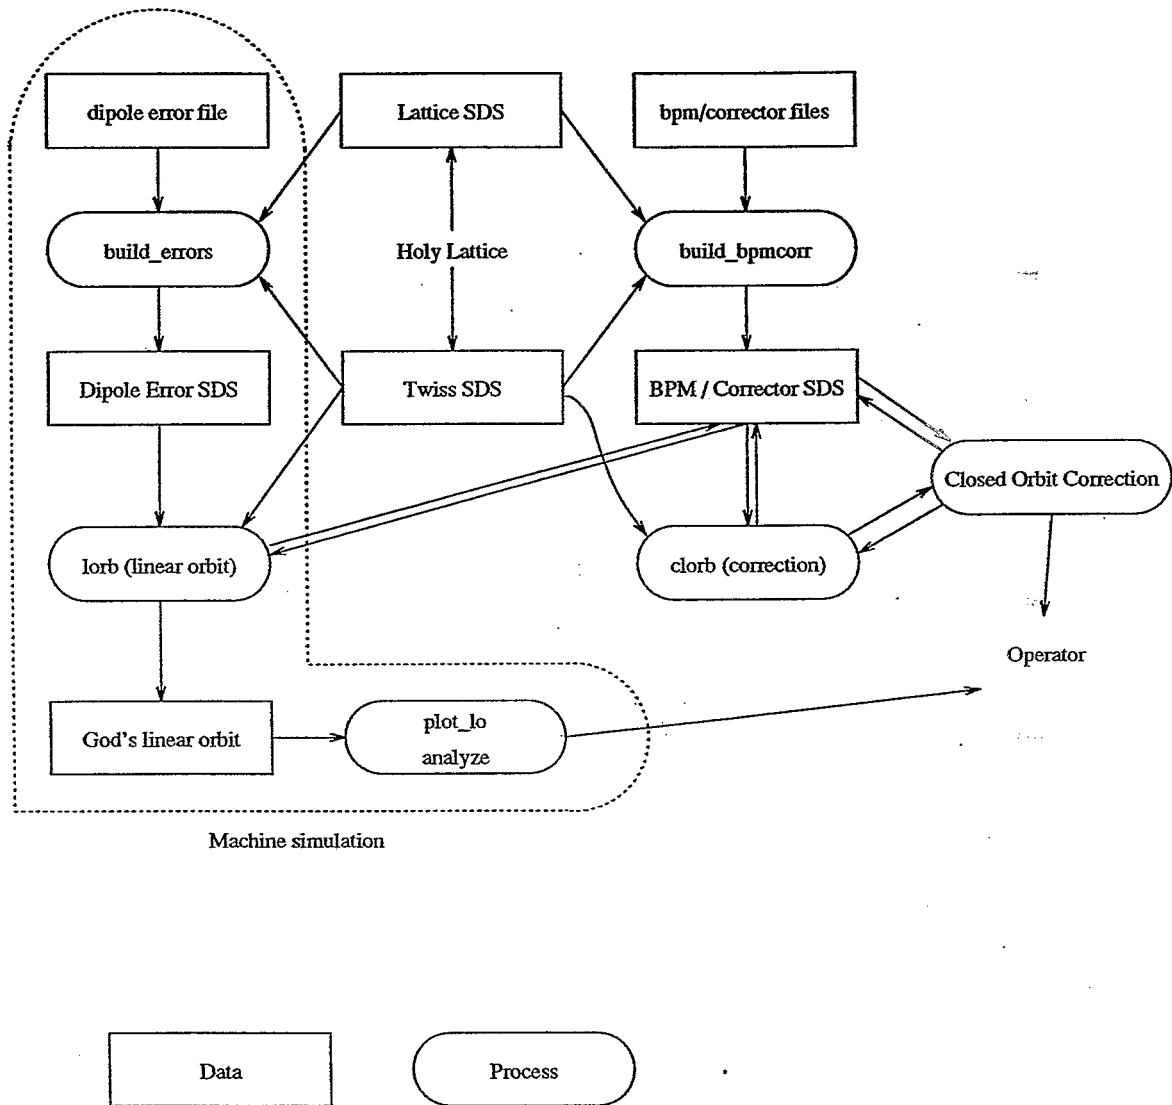 dipole error file
Lattice SDS
bpm/corrector files
build_errors
Holy Lattice
build_bpmcorr
Dipole Error SDS
Twiss SDS
BPM / Corrector SDS
Closed Orbit Correction
lorb (linear orbit)
clorb (correction)
Operator
God's linear orbit
plot_lo
analyze
Machine simulation
Data
Process